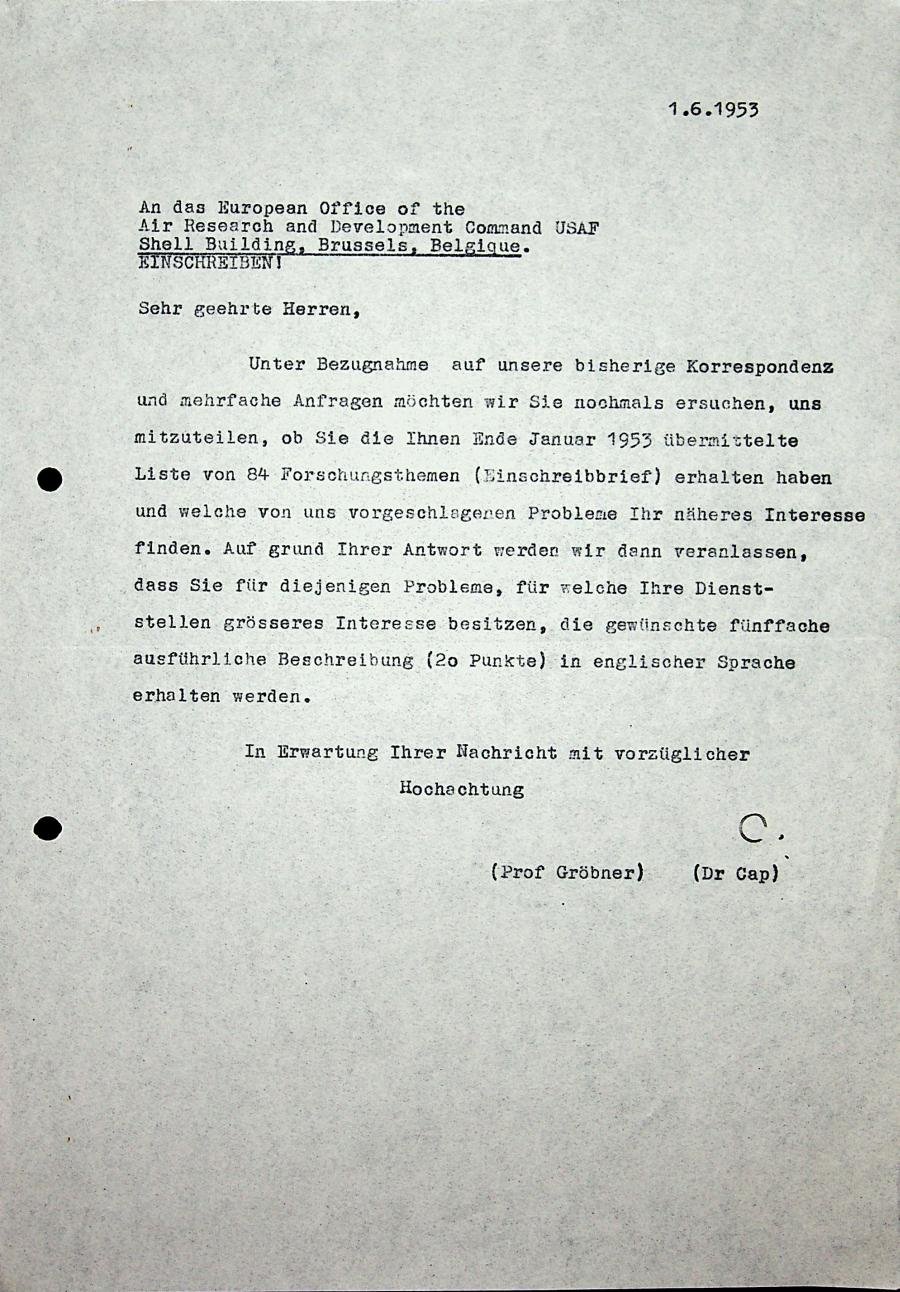 1.6.1953
An das European Office of the
Air Research and Development Command USAF
Shell Building, Brussels, Belgique.
EINSCHREIBEN!
Sehr geehrte Herren,
Unter Bezugnahme auf unsere bisherige Korrespondenz
und mehrfache Anfragen möchten wir Sie nochmals ersuchen, uns
mitzuteilen, ob Sie die Ihnen Ende Januar 1953 übermittelte
Liste von 84 Forschungsthemen (Einschreibbrief) erhalten haben
und welche von uns vorgeschlagenen Probleme Ihr näheres Interesse
finden. Auf grund Ihrer Antwort werden wir dann veranlassen,
dass Sie für diejenigen Probleme, für welche Ihre Dienst-
stellen grösseres Interesse besitzen, die gewünschte fünffache
ausführliche Beschreibung (2o Punkte) in englischer Sprache
erhalten werden.
In Erwartung Ihrer Nachricht mit vorzüglicher
Hochachtung
C.
(Prof Gröbner) (Dr Cap)